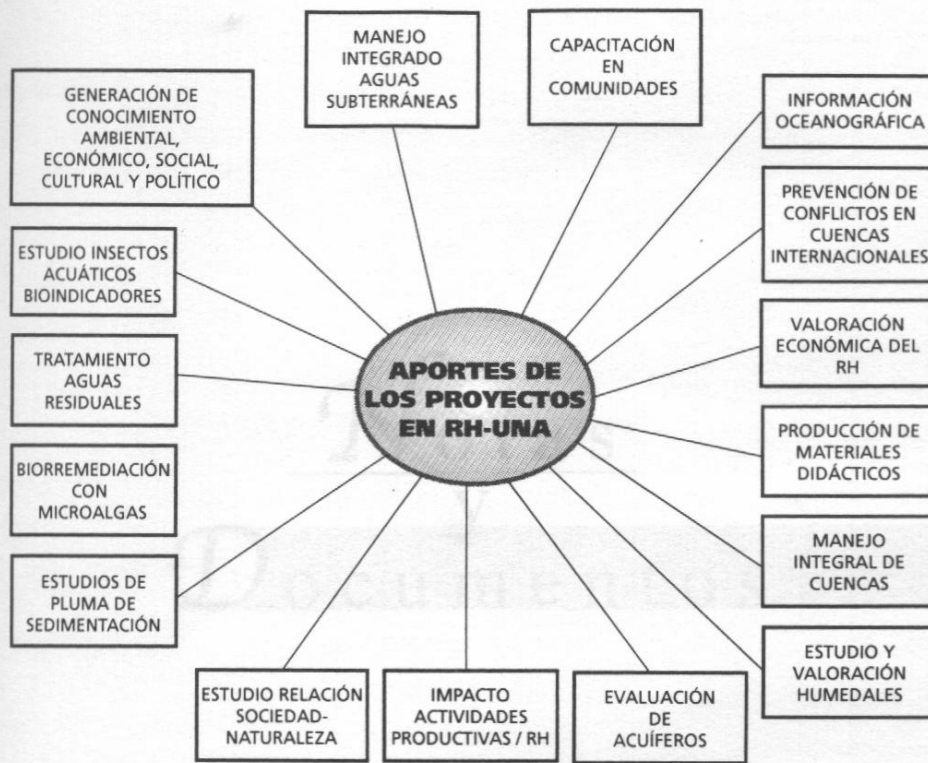 MANEJO
INTEGRADO
AGUAS
SUBTERRÁNEAS
CAPACITACIÓN
EN
COMUNIDADES
GENERACIÓN DE
CONOCIMIENTO
AMBIENTAL,
ECONÓMICO, SOCIAL,
CULTURAL Y POLÍTICO
INFORMACIÓN
OCEANOGRÁFICA
PREVENCIÓN DE
CONFLICTOS EN
CUENCAS
INTERNACIONALES
ESTUDIO INSECTOS
ACUÁTICOS
BIOINDICADORES
VALORACIÓN
ECONÓMICA DEL
RH
TRATAMIENTO
AGUAS
RESIDUALES
APORTES DE
LOS PROYECTOS
EN RH-UNA
PRODUCCIÓN DE
MATERIALES
DIDÁCTICOS
BIORREMEDIACIÓN
CON
MICROALGAS
MANEJO
INTEGRAL DE
CUENCAS
ESTUDIOS DE
PLUMA DE
SEDIMENTACIÓN
ESTUDIO Y
VALORACIÓN
HUMEDALES
ESTUDIO RELACIÓN
SOCIEDAD-
NATURALEZA
IMPACTO
ACTIVIDADES
PRODUCTIVAS / RH
EVALUACIÓN
DE
ACUÍFEROS
y
Documentos